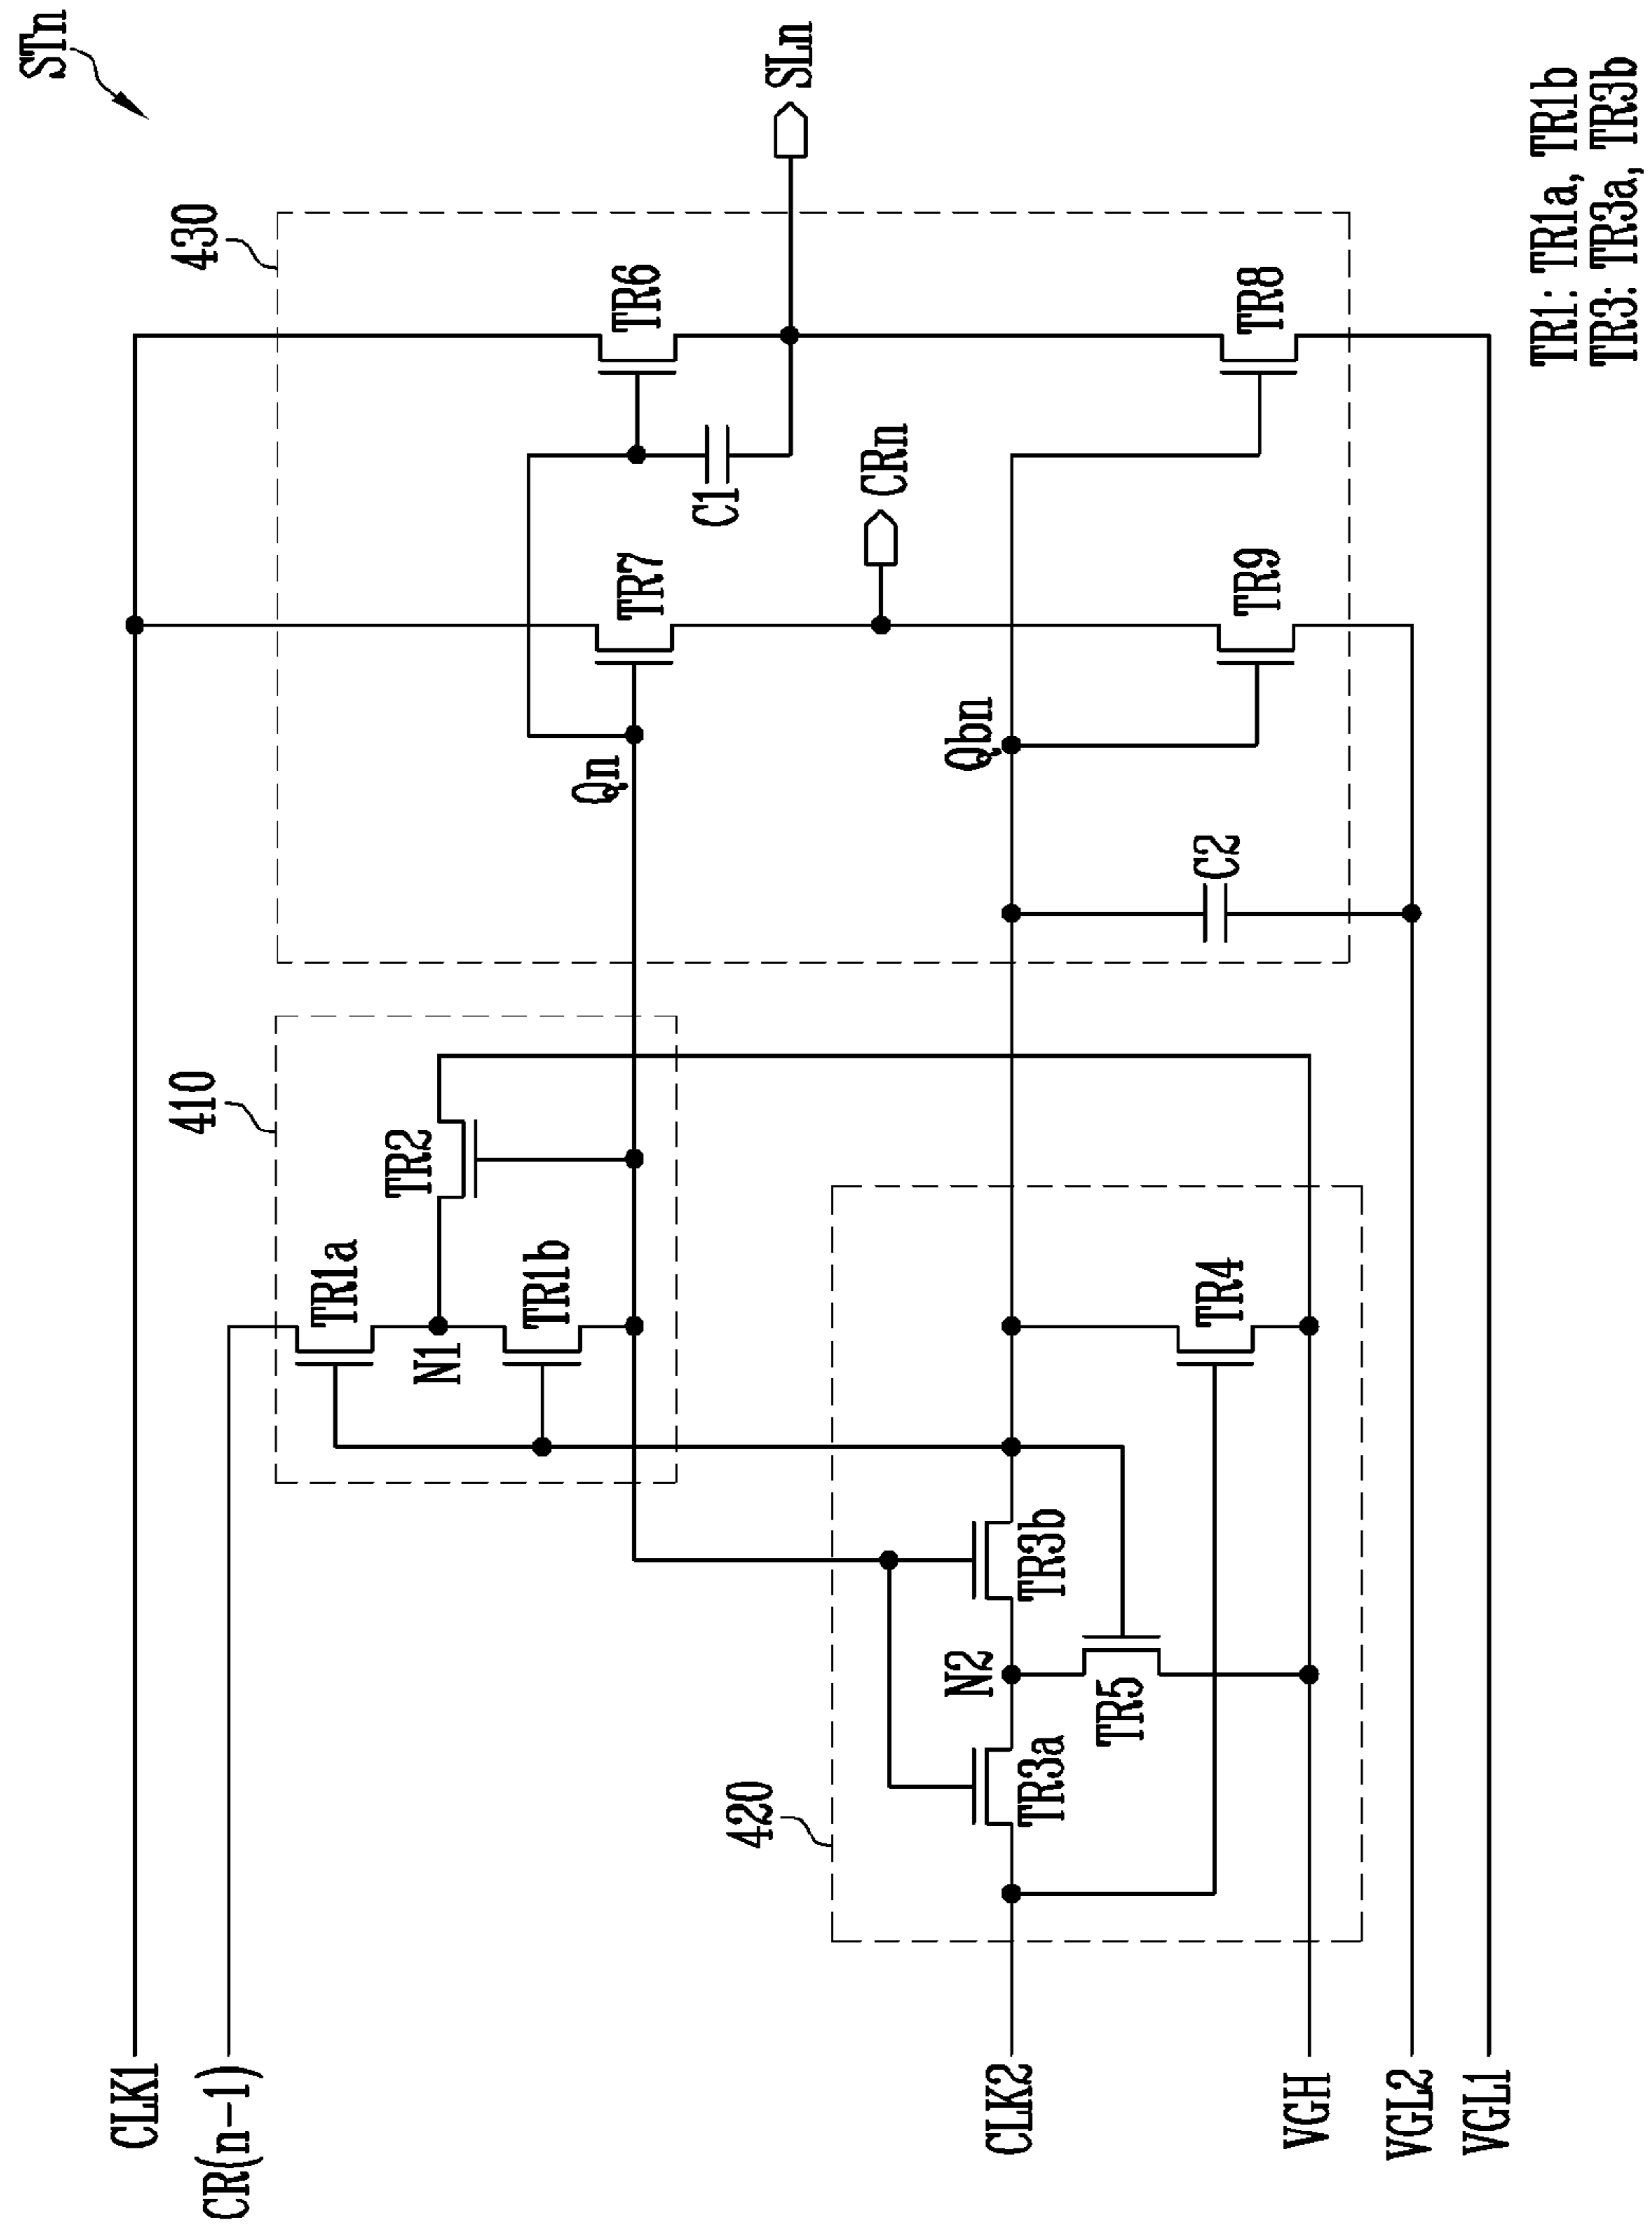 STn
430
410
420
CLK1
CR(n-1)
CLK2
VGH
VGL2
VGL1
TR1a
N1
TR1b
TR2
TR3a
N2
TR3b
TR5
TR4
Qn
Qbn
C2
TR7
TR9
C1
CRn
TR6
TR8
SLn
TR1: TR1a, TR1b
TR3: TR3a, TR3b